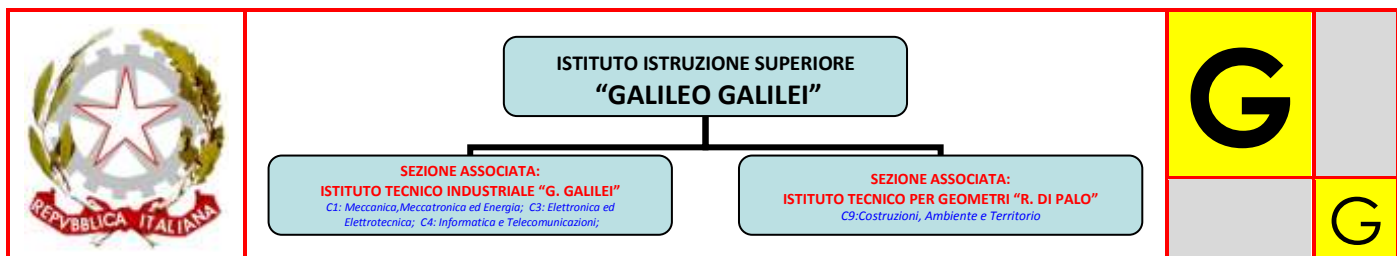 REPVBBLICA ITALIANA
ISTITUTO ISTRUZIONE SUPERIORE
“GALILEO GALILEI”
SEZIONE ASSOCIATA:
ISTITUTO TECNICO INDUSTRIALE “G. GALILEI”
C1: Meccanica,Meccatronica ed Energia; C3: Elettronica ed
Elettrotecnica; C4: Informatica e Telecomunicazioni;
SEZIONE ASSOCIATA:
ISTITUTO TECNICO PER GEOMETRI “R. DI PALO”
C9:Costruzioni, Ambiente e Territorio
G
G